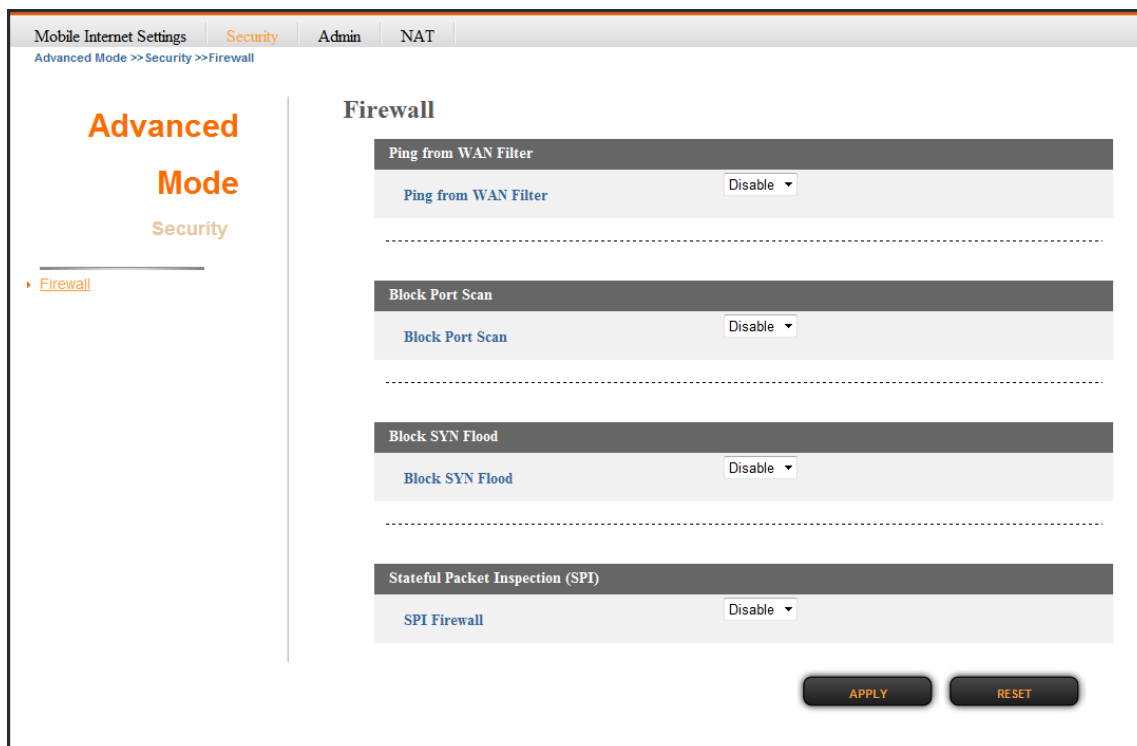 Mobile Internet Settings Security Admin NAT
Advanced Mode >> Security >>Firewall
Advanced
Mode
Security
Firewall
Firewall
Ping from WAN Filter
Ping from WAN Filter Disable
Block Port Scan
Block Port Scan Disable
Block SYN Flood
Block SYN Flood Disable
Stateful Packet Inspection (SPI)
SPI Firewall Disable
APPLY RESET